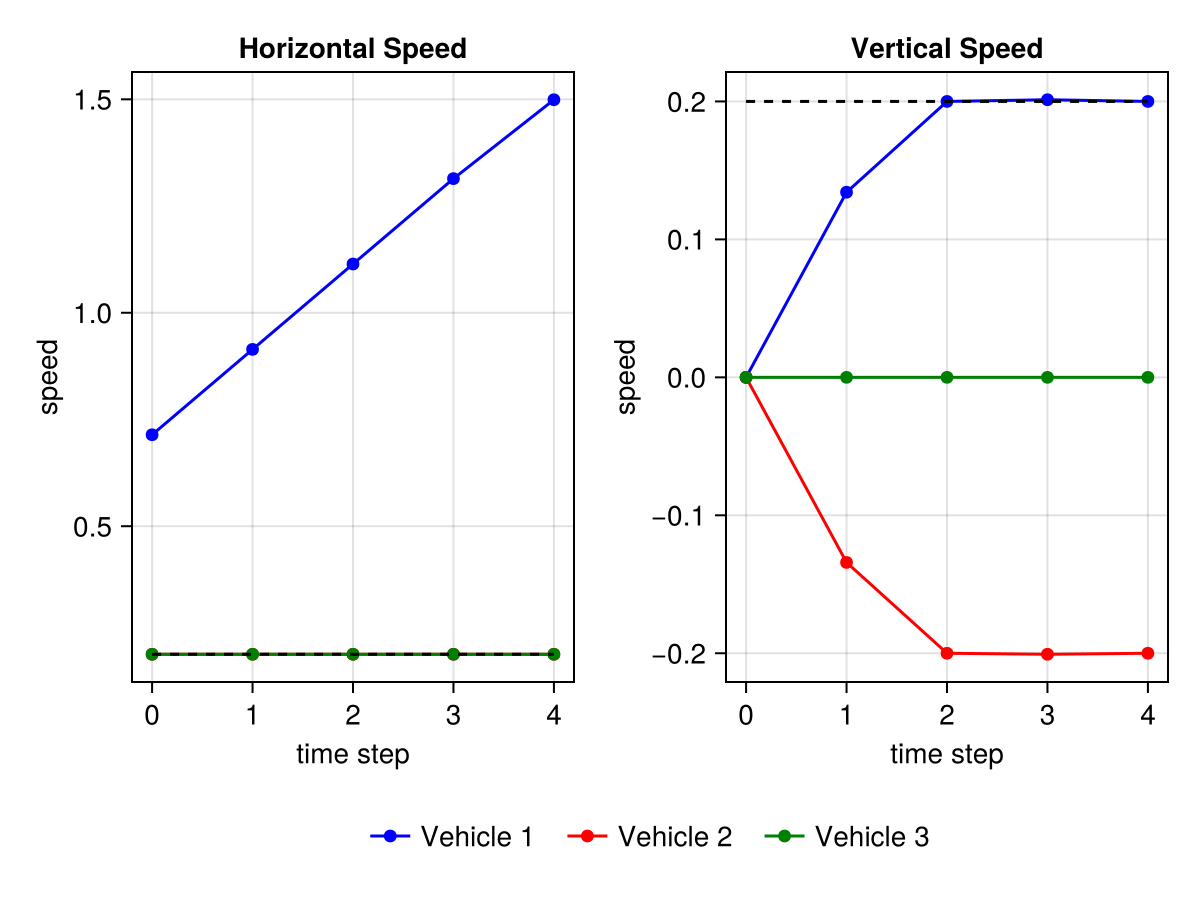 Horizontal Speed
1.5
1.0
0.5
speed
0 1 2 3 4
time step
Vertical Speed
0.2
0.1
0.0
−0.1
−0.2
speed
0 1 2 3 4
time step
Vehicle 1 Vehicle 2 Vehicle 3